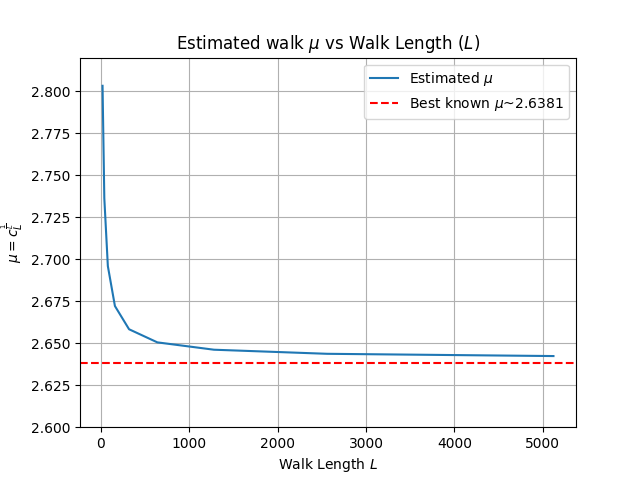 Estimated walk μ vs Walk Length (L)
Estimated μ
Best known μ~2.6381
2.800
2.775
2.750
2.725
2.700
2.675
2.650
2.625
2.600
μ = c_L^{1/L}
0 1000 2000 3000 4000 5000
Walk Length L